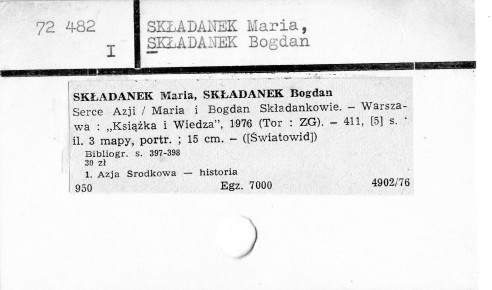 72 482
I
SKŁADANEK Maria,
SKŁADANEK Bogdan
SKŁADANEK Maria, SKŁADANEK Bogdan
Serce Azji / Maria i Bogdan Składankowie. — Warsza-
wa : „Książka i Wiedza", 1976 (Tor : ZG). — 411, [5] s. :
il. 3 mapy, portr. ; 15 cm. — ([Światowid])
Bibliogr. s. 397-398
30 zł
1. Azja Srodkowa — historia
950 Egz. 7000 4902/76